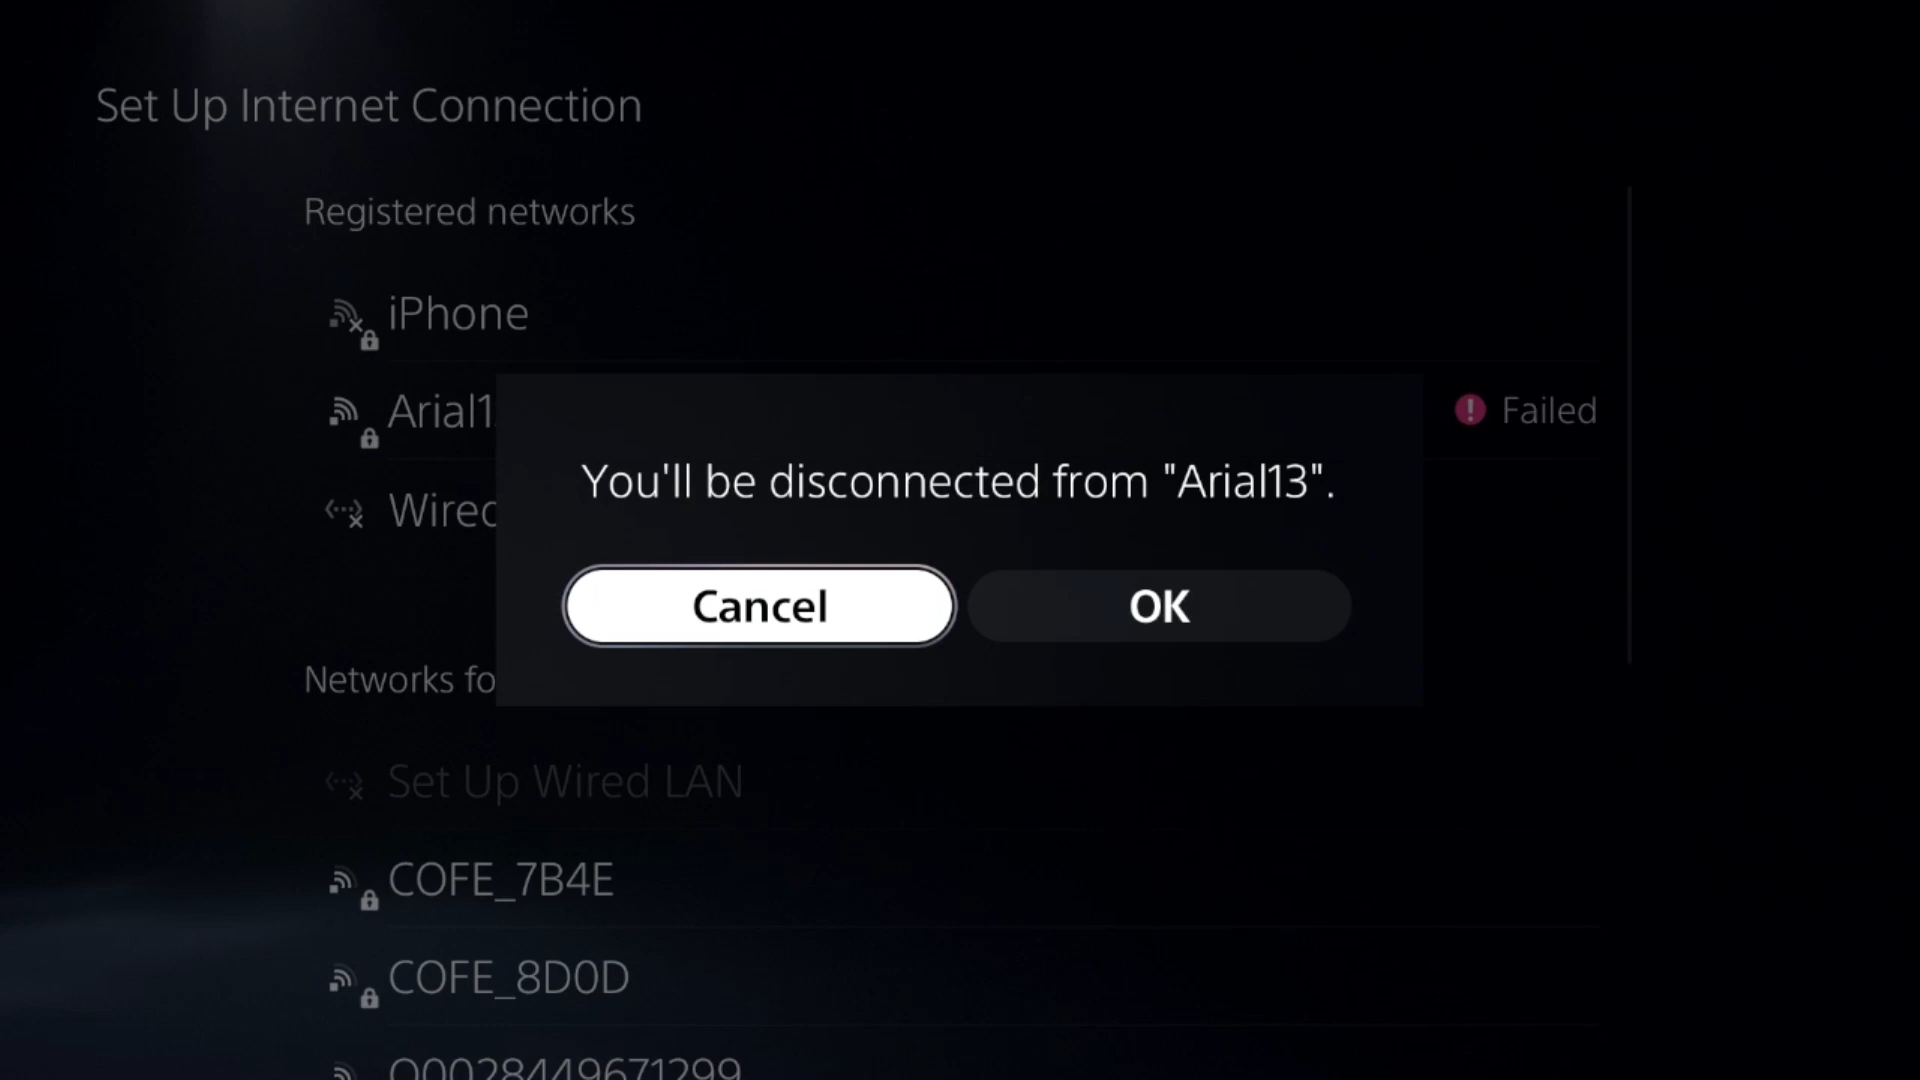 Set Up Internet Connection
Registered networks
iPhone
Arial1
Failed
Wired
You'll be disconnected from "Arial13".
Cancel
OK
Networks fo
Set Up Wired LAN
COFE_7B4E
COFE_8D0D